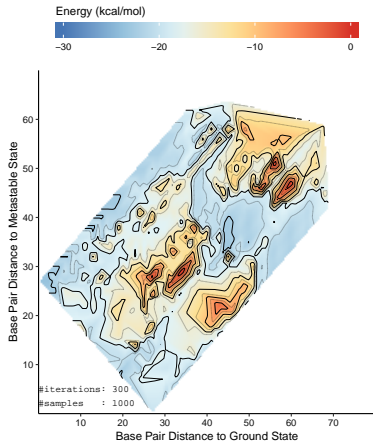 Energy (kcal/mol)
−30 −20 −10 0
Base Pair Distance to Metastable State
60
50
40
30
20
10
#iterations: 300
#samples : 1000
10 20 30 40 50 60 70
Base Pair Distance to Ground State